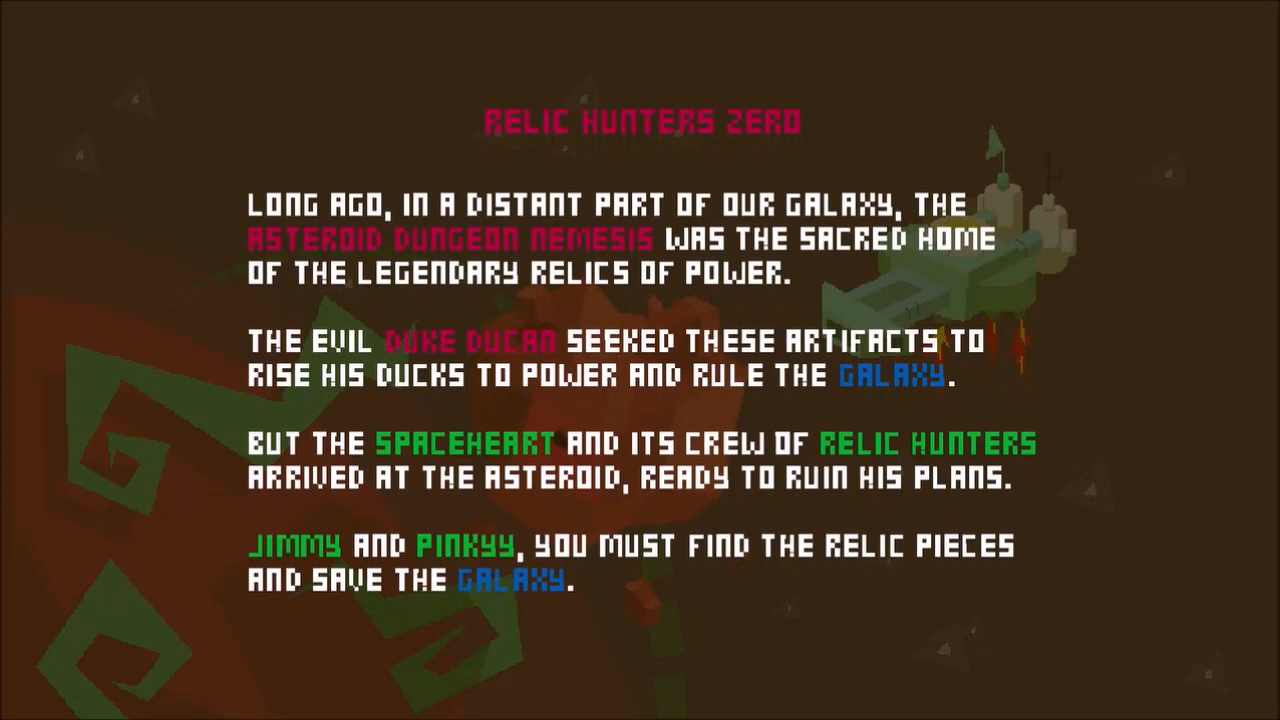 RELIC HUNTERS ZERO
LONG AGO, IN A DISTANT PART OF OUR GALAXY, THE
ASTEROID DUNGEON NEMESIS WAS THE SACRED HOME
OF THE LEGENDARY RELICS OF POWER.
THE EVIL DUKE DUCAN SEEKED THESE ARTIFACTS TO
RISE HIS DUCKS TO POWER AND RULE THE GALAXY.
BUT THE SPACEHEART AND ITS CREW OF RELIC HUNTERS
ARRIVED AT THE ASTEROID, READY TO RUIN HIS PLANS.
JIMMY AND PINKYY, YOU MUST FIND THE RELIC PIECES
AND SAVE THE GALAXY.